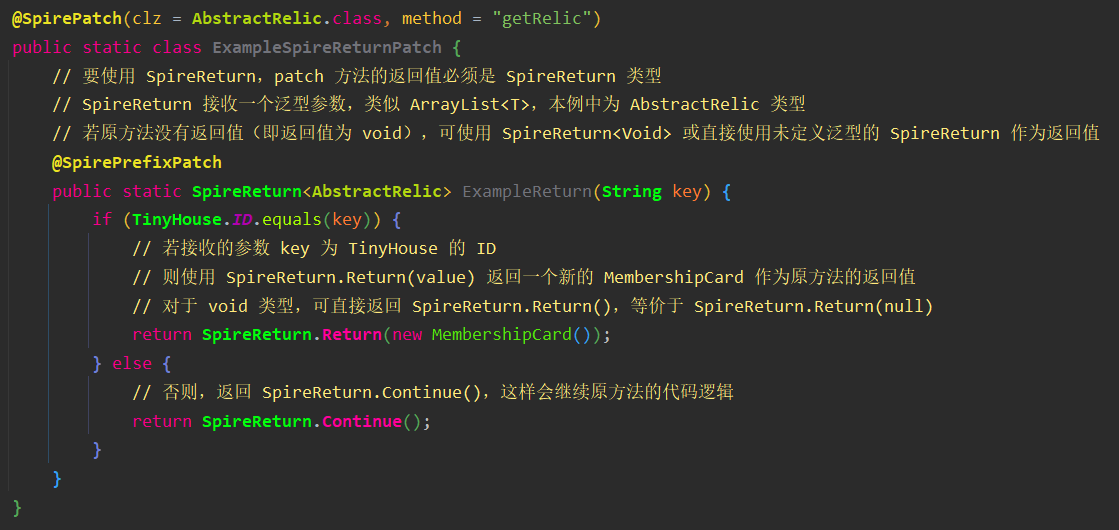 @SpirePatch(clz = AbstractRelic.class, method = "getRelic")
public static class ExampleSpireReturnPatch {
    // 要使用 SpireReturn，patch 方法的返回值必须是 SpireReturn 类型
    // SpireReturn 接收一个泛型参数，类似 ArrayList<T>，本例中为 AbstractRelic 类型
    // 若原方法没有返回值（即返回值为 void），可使用 SpireReturn<Void> 或直接使用未定义泛型的 SpireReturn 作为返回值
    @SpirePrefixPatch
    public static SpireReturn<AbstractRelic> ExampleReturn(String key) {
        if (TinyHouse.ID.equals(key)) {
            // 若接收的参数 key 为 TinyHouse 的 ID
            // 则使用 SpireReturn.Return(value) 返回一个新的 MembershipCard 作为原方法的返回值
            // 对于 void 类型，可直接返回 SpireReturn.Return()，等价于 SpireReturn.Return(null)
            return SpireReturn.Return(new MembershipCard());
        } else {
            // 否则，返回 SpireReturn.Continue()，这样会继续原方法的代码逻辑
            return SpireReturn.Continue();
        }
    }
}